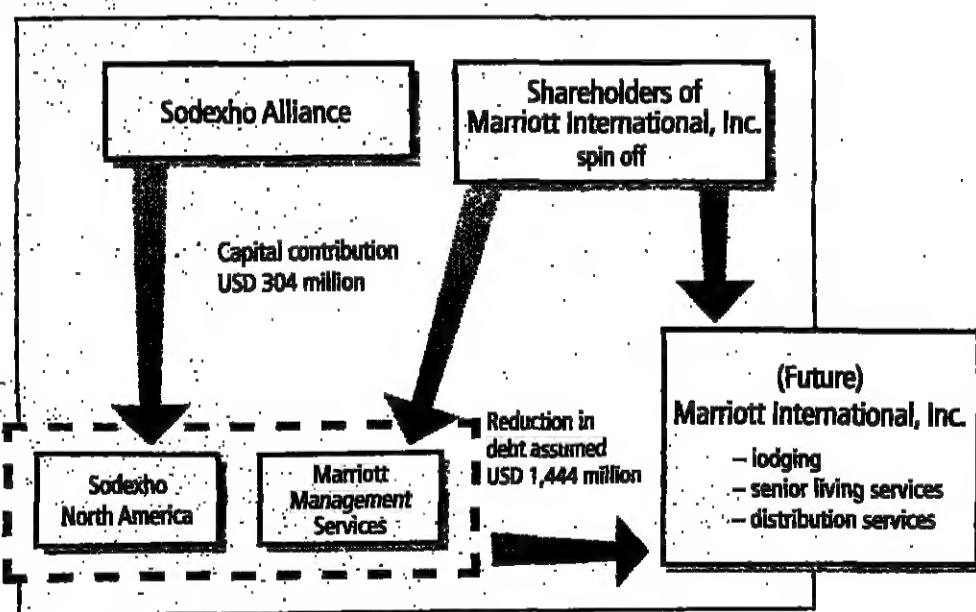 Sodexho Alliance
Shareholders of
Marriott International, Inc.
spin off
Capital contribution
USD 304 million
Sodexho
North America
Marriott
Management
Services
Reduction in
debt assumed
USD 1,444 million
(Future)
Marriott International, Inc.
– lodging
– senior living services
– distribution services